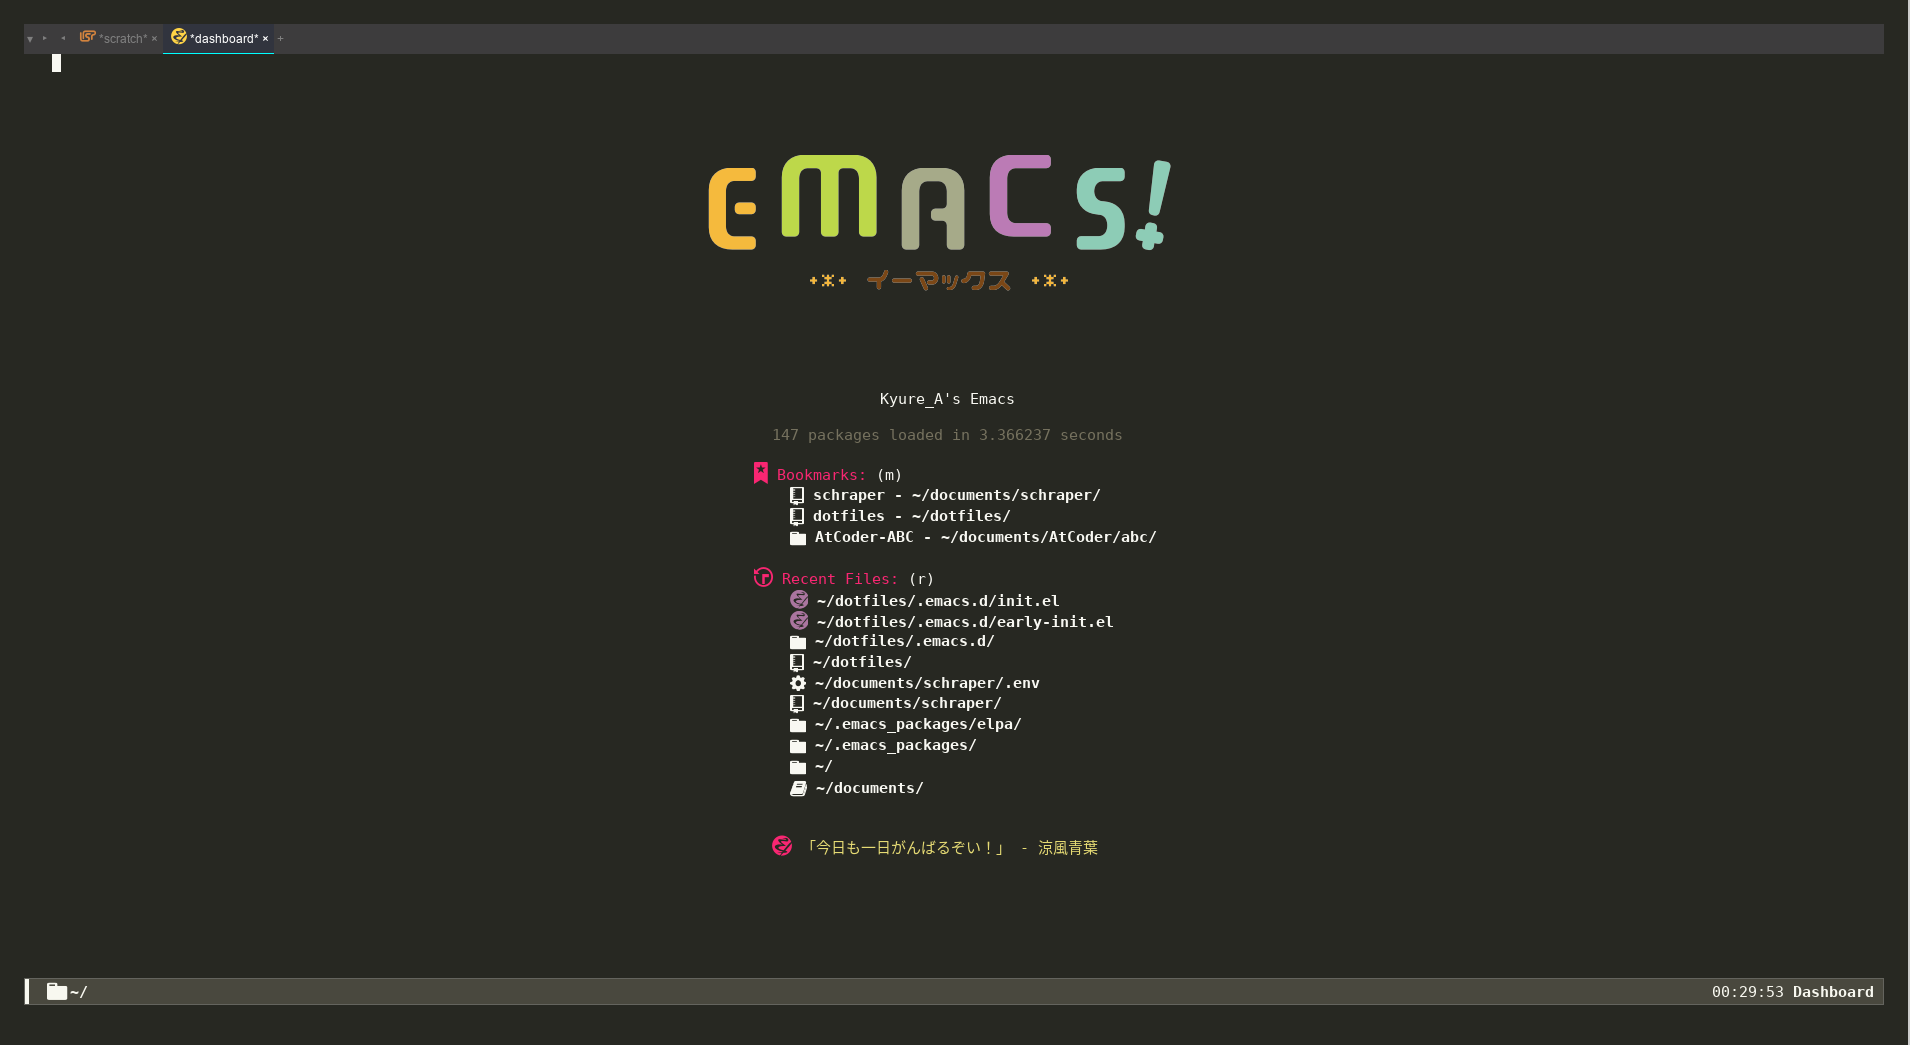 *scratch* × *dashboard* × +
EMACS!
イーマックス
Kyure_A's Emacs
147 packages loaded in 3.366237 seconds
Bookmarks: (m)
schraper - ~/documents/schraper/
dotfiles - ~/dotfiles/
AtCoder-ABC - ~/documents/AtCoder/abc/
Recent Files: (r)
~/dotfiles/.emacs.d/init.el
~/dotfiles/.emacs.d/early-init.el
~/dotfiles/.emacs.d/
~/dotfiles/
~/documents/schraper/.env
~/documents/schraper/
~/.emacs_packages/elpa/
~/.emacs_packages/
~/
~/documents/
「今日も一日がんばるぞい！」 - 涼風青葉
~/ 00:29:53 Dashboard